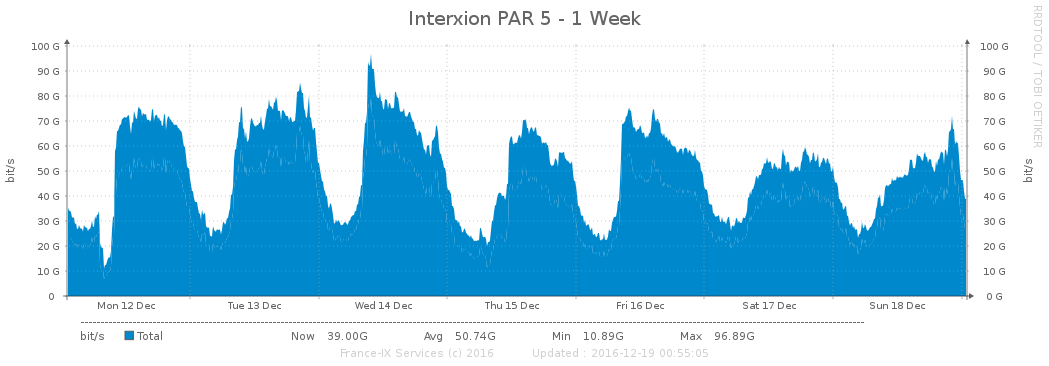 Interxion PAR 5 - 1 Week
RRDTOOL / TOBI OETIKER
bit/s
100 G
90 G
80 G
70 G
60 G
50 G
40 G
30 G
20 G
10 G
0
100 G
90 G
80 G
70 G
60 G
50 G
40 G
30 G
20 G
10 G
0 G
bit/s
Mon 12 Dec Tue 13 Dec Wed 14 Dec Thu 15 Dec Fri 16 Dec Sat 17 Dec Sun 18 Dec
bit/s Total Now 39.00G Avg 50.74G Min 10.89G Max 96.89G
France-IX Services (c) 2016 Updated : 2016-12-19 00:55:05